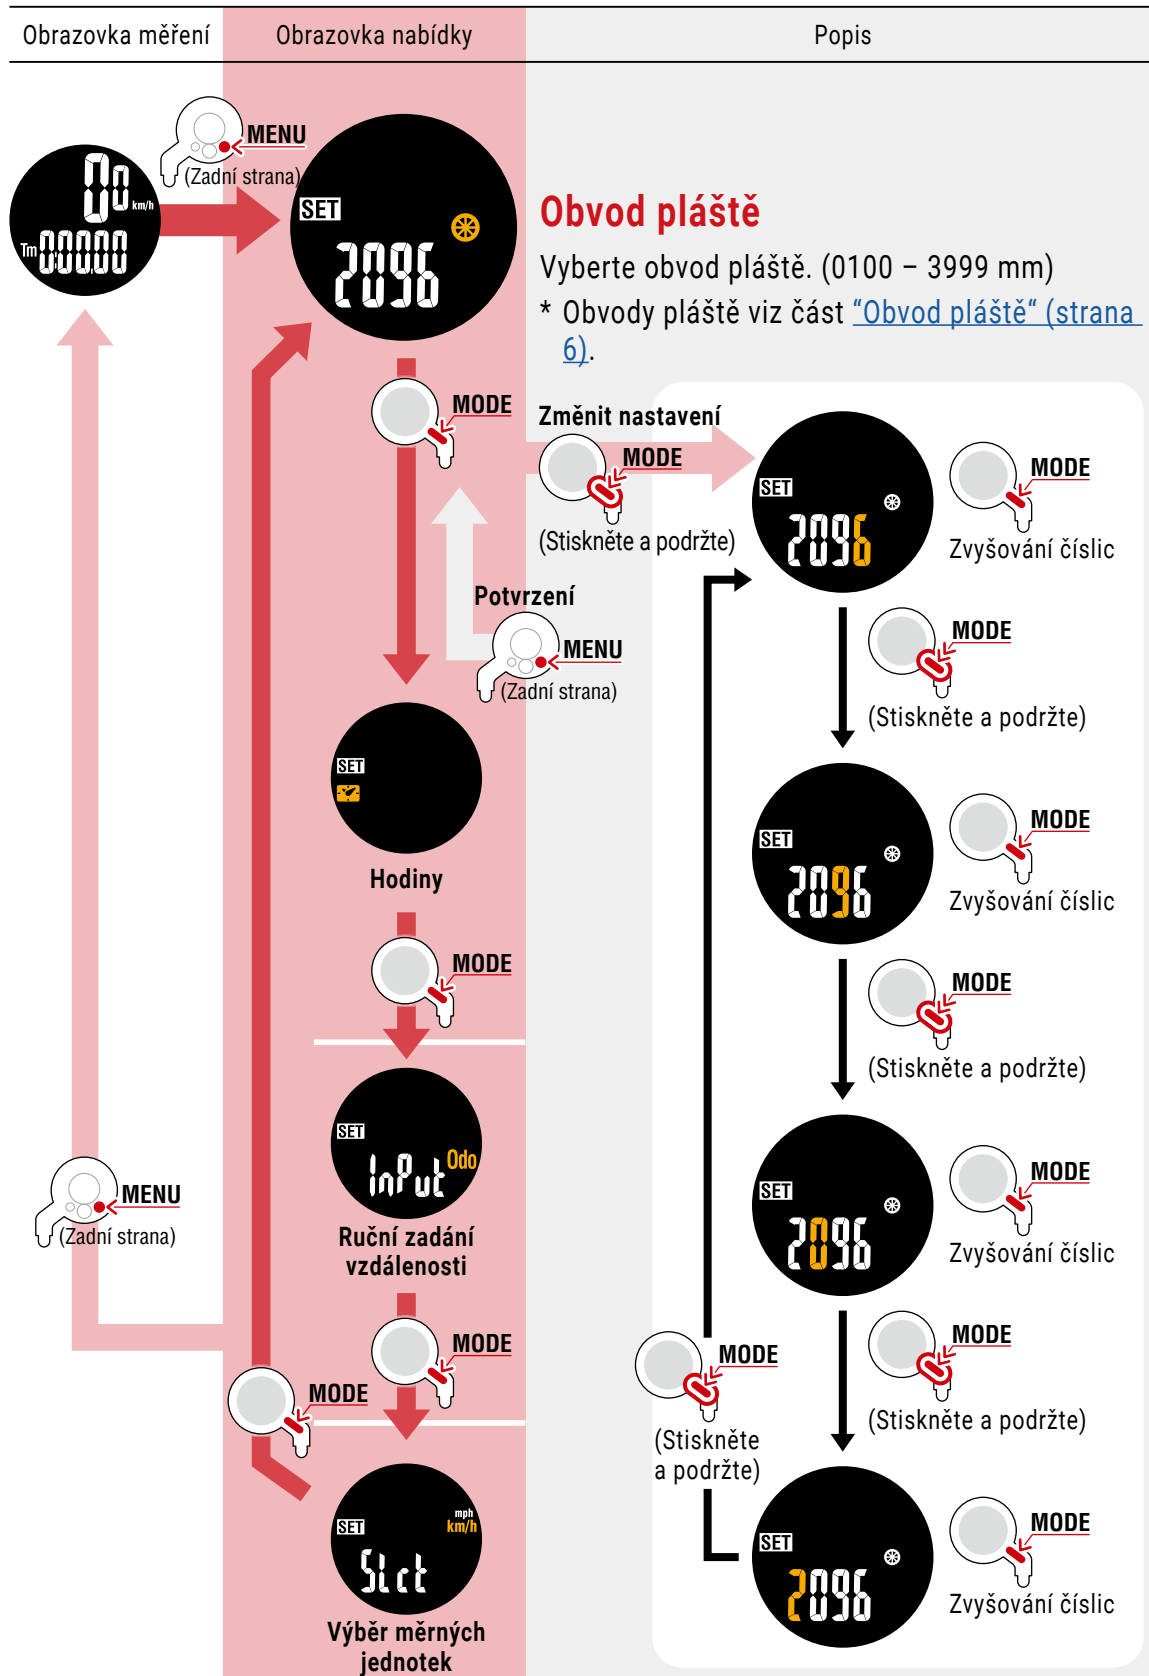 Obrazovka měření
Obrazovka nabídky
Popis
MENU
(Zadní strana)
00 km/h
Tm 0:00:00
SET
2096
Obvod pláště
Vyberte obvod pláště. (0100 – 3999 mm)
* Obvody pláště viz část "Obvod pláště“ (strana
6).
MODE
Změnit nastavení
MODE
(Stiskněte a podržte)
SET
2096
MODE
Zvyšování číslic
Potvrzení
MENU
(Zadní strana)
MODE
(Stiskněte a podržte)
SET
Hodiny
SET
2096
MODE
Zvyšování číslic
MODE
MODE
(Stiskněte a podržte)
SET
InPut Odo
Ruční zadání
vzdálenosti
SET
2096
MODE
Zvyšování číslic
MENU
(Zadní strana)
MODE
MODE
MODE
(Stiskněte
a podržte)
MODE
(Stiskněte a podržte)
mph
km/h
SET
Slct
Výběr měrných
jednotek
SET
2096
MODE
Zvyšování číslic